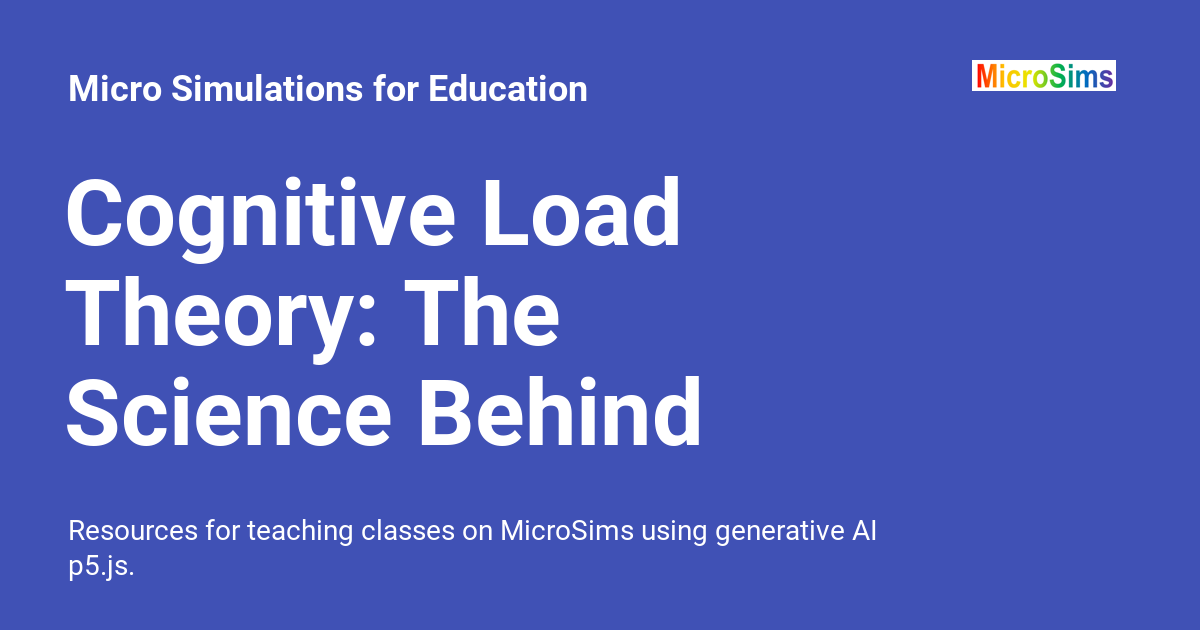 Micro Simulations for Education
MicroSims
Cognitive Load
Theory: The
Science Behind
Resources for teaching classes on MicroSims using generative AI
p5.js.